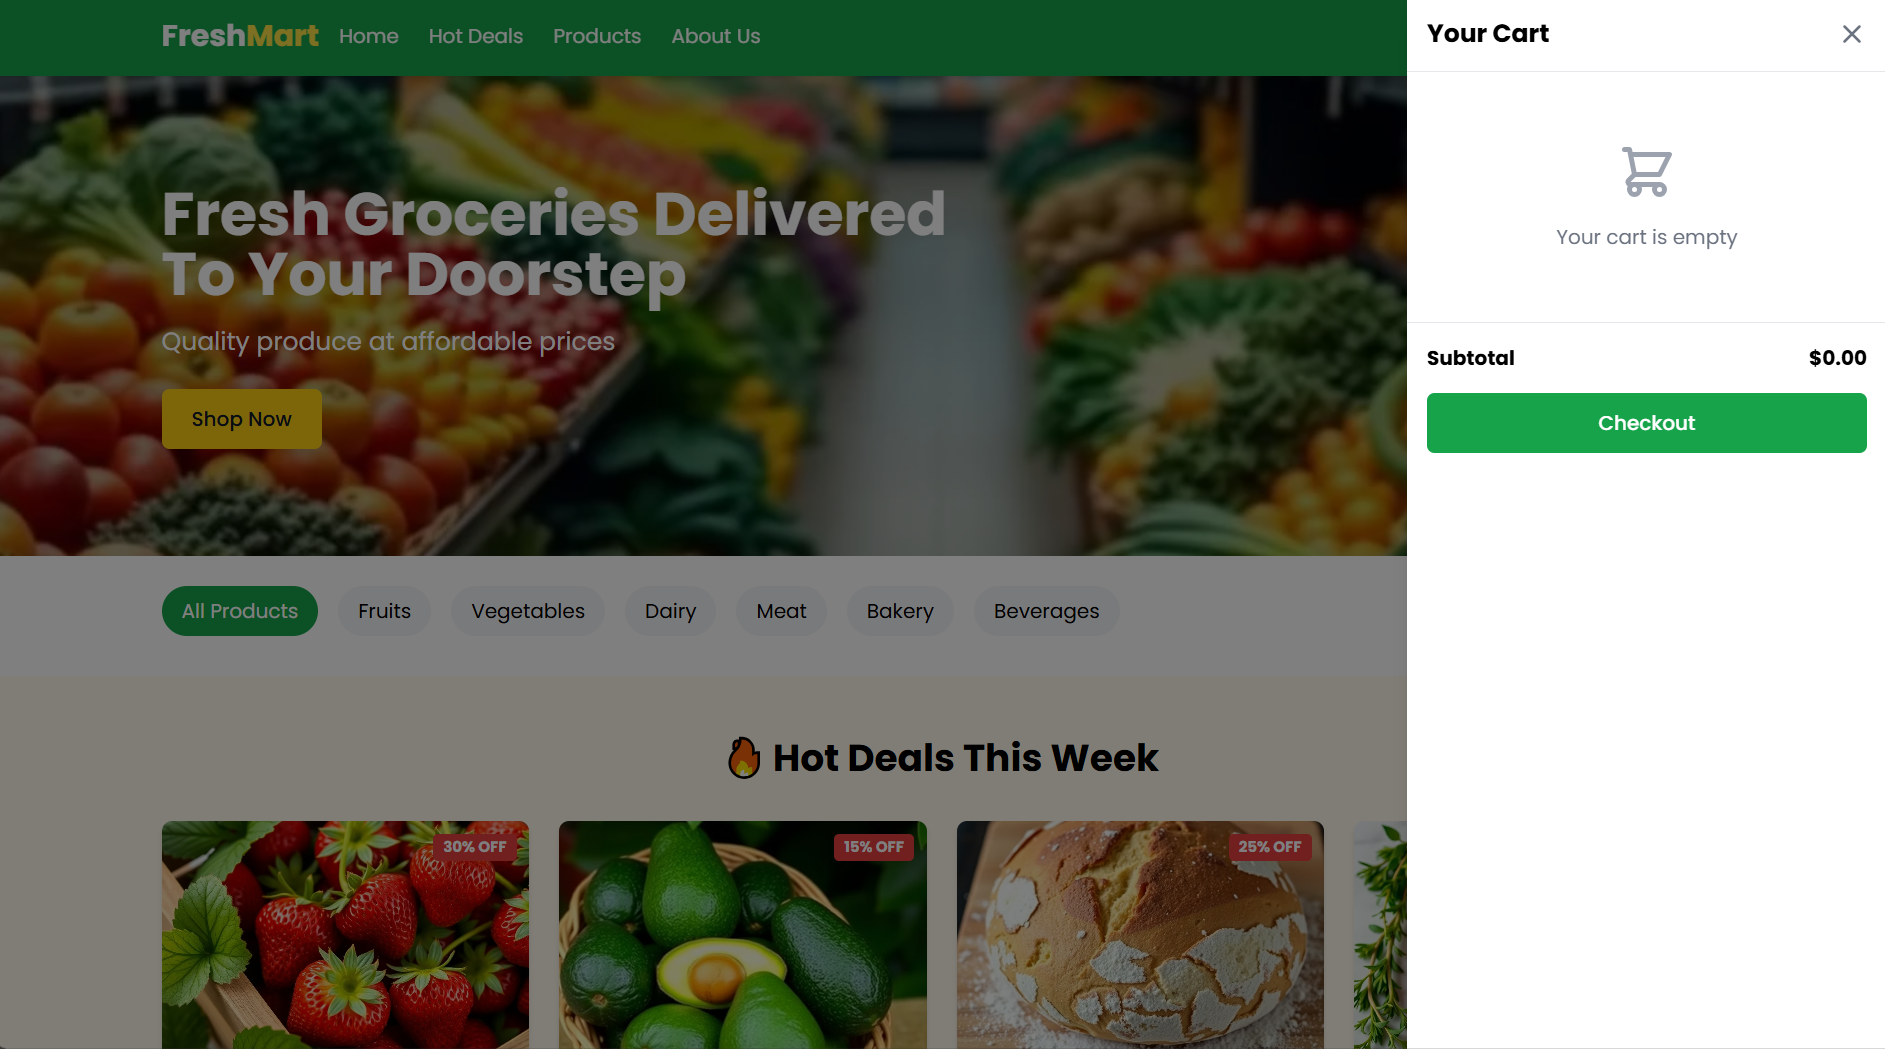 FreshMart
Home
Hot Deals
Products
About Us
Fresh Groceries Delivered
To Your Doorstep
Quality produce at affordable prices
Shop Now
All Products
Fruits
Vegetables
Dairy
Meat
Bakery
Beverages
🔥 Hot Deals This Week
30% OFF
15% OFF
25% OFF
Your Cart
Your cart is empty
Subtotal
$0.00
Checkout